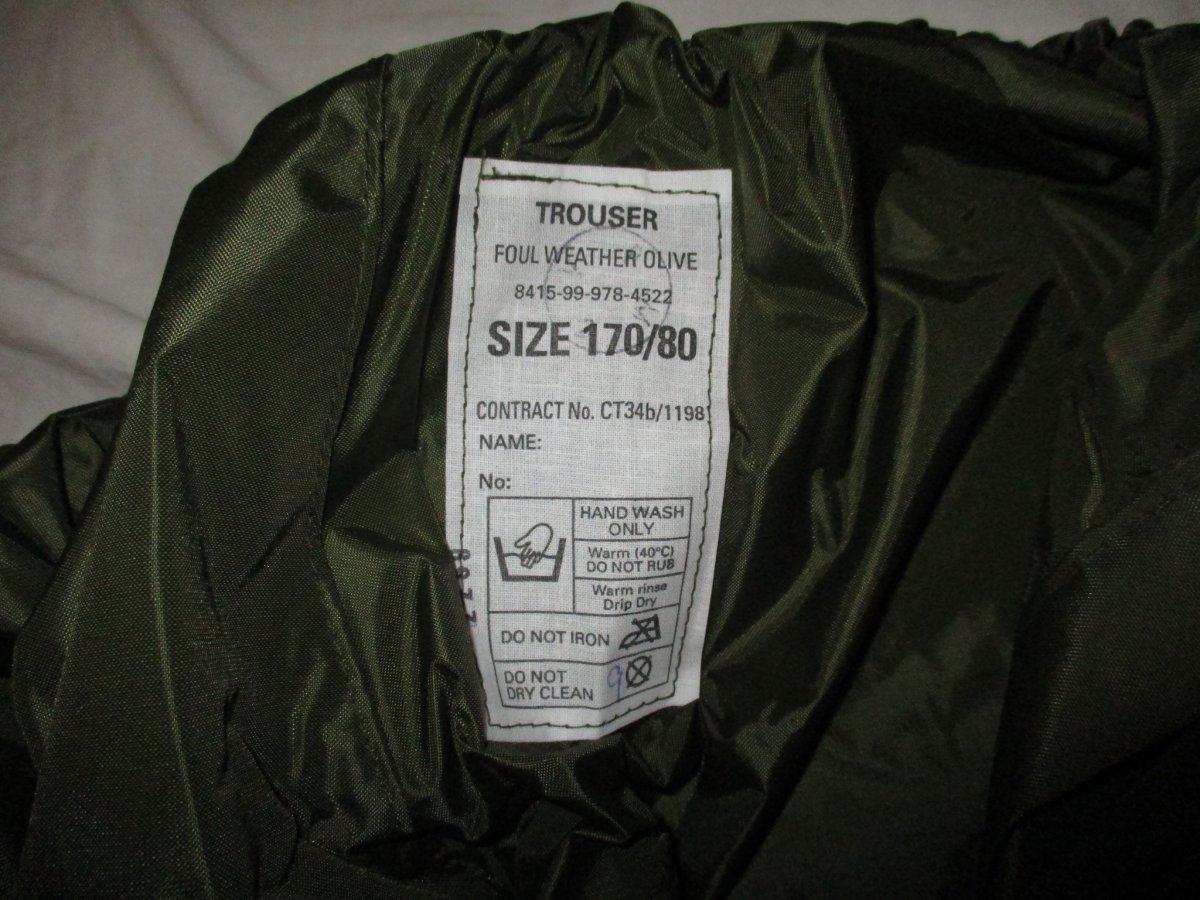 TROUSER
FOUL WEATHER OLIVE
8415-99-978-4522
SIZE 170/80
CONTRACT No. CT34b/1198
NAME:
No:
HAND WASH
ONLY
Warm (40°C)
DO NOT RUB
Warm rinse
Drip Dry
DO NOT IRON
DO NOT
DRY CLEAN
9